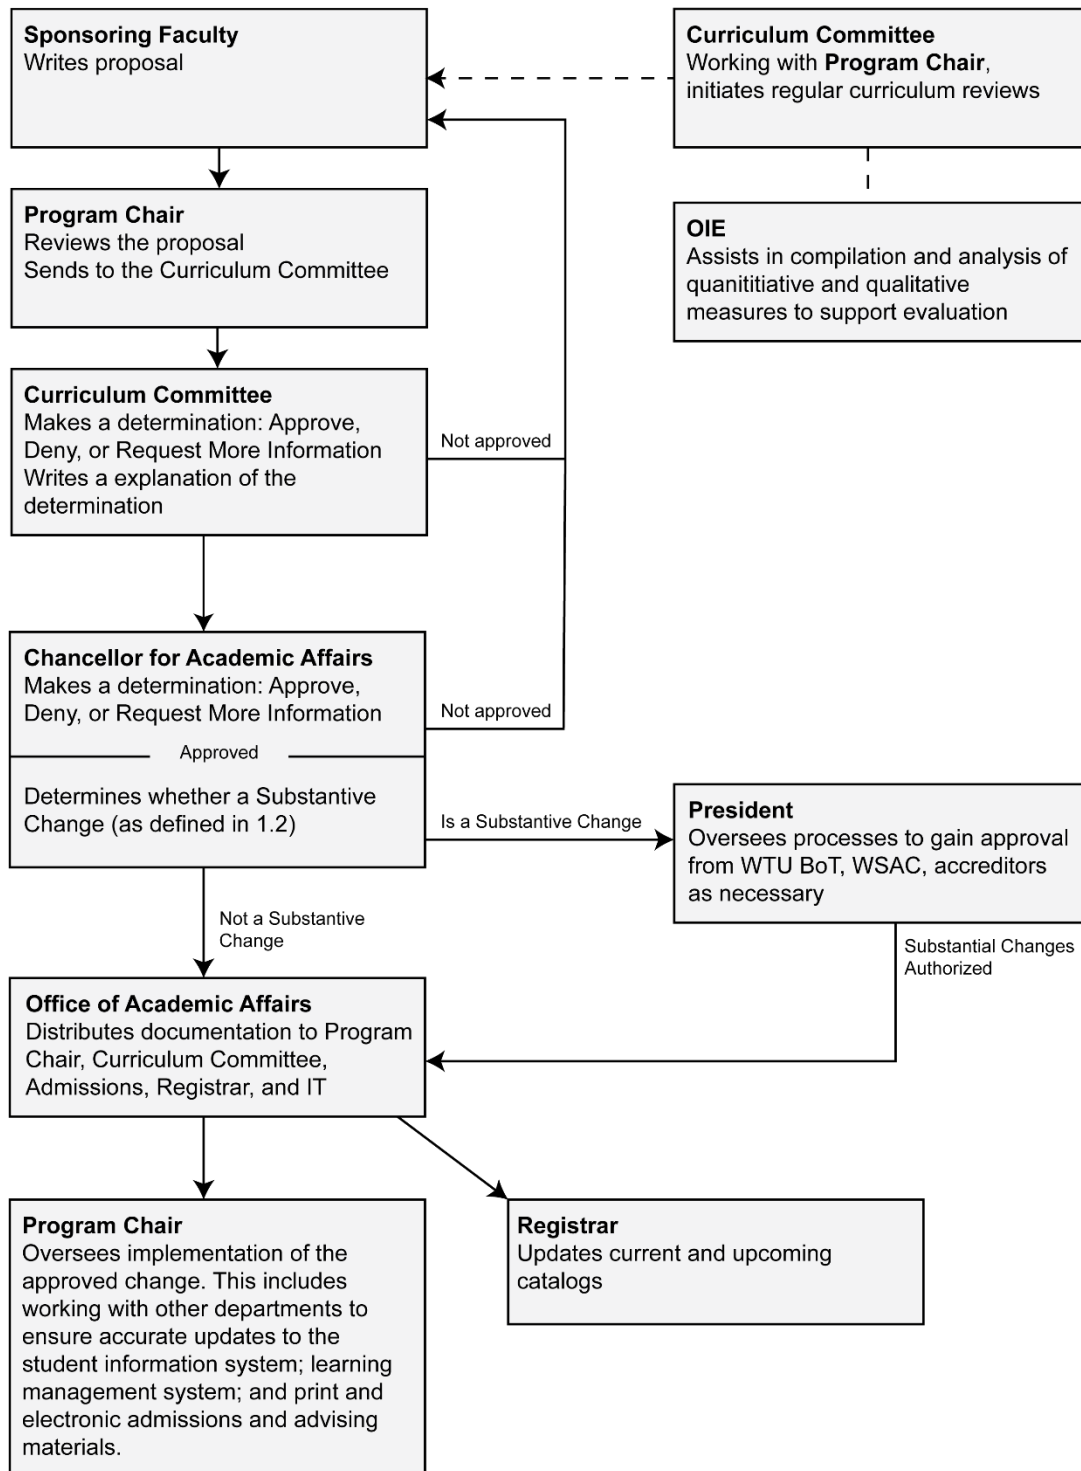 Sponsoring Faculty
Writes proposal
Curriculum Committee
Working with Program Chair,
initiates regular curriculum reviews
Program Chair
Reviews the proposal
Sends to the Curriculum Committee
OIE
Assists in compilation and analysis of
quanititiative and qualitative
measures to support evaluation
Curriculum Committee
Makes a determination: Approve,
Deny, or Request More Information
Writes a explanation of the
determination
Not approved
Chancellor for Academic Affairs
Makes a determination: Approve,
Deny, or Request More Information
Not approved
Approved
Determines whether a Substantive
Change (as defined in 1.2)
Is a Substantive Change
President
Oversees processes to gain approval
from WTU BoT, WSAC, accreditors
as necessary
Not a Substantive
Change
Substantial Changes
Authorized
Office of Academic Affairs
Distributes documentation to Program
Chair, Curriculum Committee,
Admissions, Registrar, and IT
Program Chair
Oversees implementation of the
approved change. This includes
working with other departments to
ensure accurate updates to the
student information system; learning
management system; and print and
electronic admissions and advising
materials.
Registrar
Updates current and upcoming
catalogs